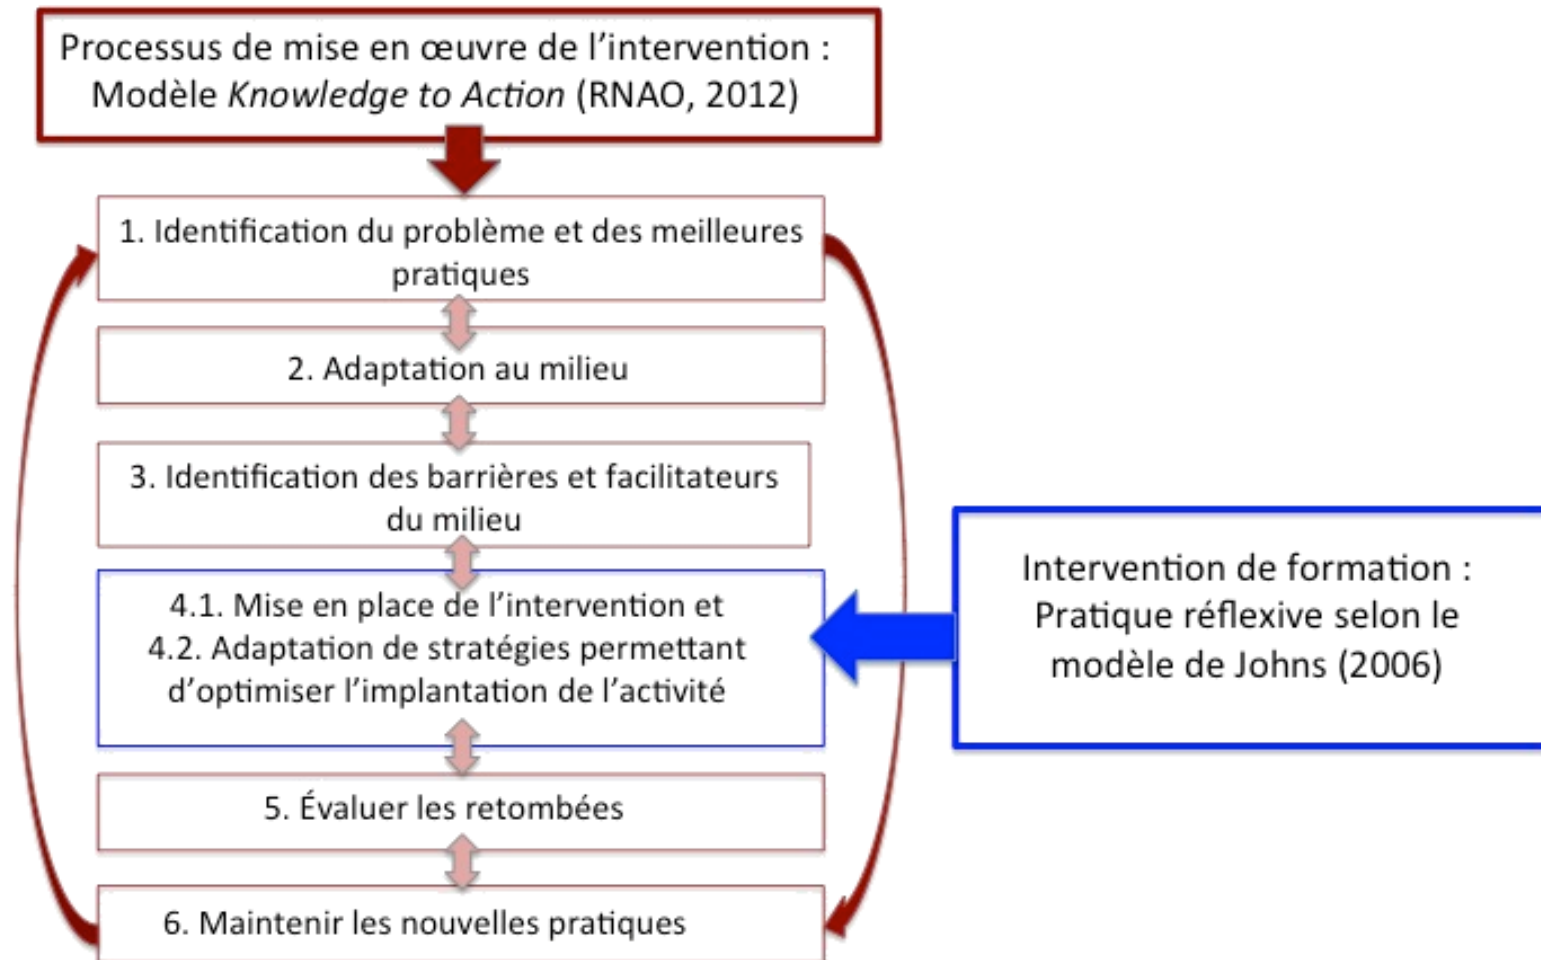 Processus de mise en œuvre de l’intervention :
Modèle Knowledge to Action (RNAO, 2012)
1. Identification du problème et des meilleures
pratiques
2. Adaptation au milieu
3. Identification des barrières et facilitateurs
du milieu
4.1. Mise en place de l’intervention et
4.2. Adaptation de stratégies permettant
d’optimiser l’implantation de l’activité
Intervention de formation :
Pratique réflexive selon le
modèle de Johns (2006)
5. Évaluer les retombées
6. Maintenir les nouvelles pratiques